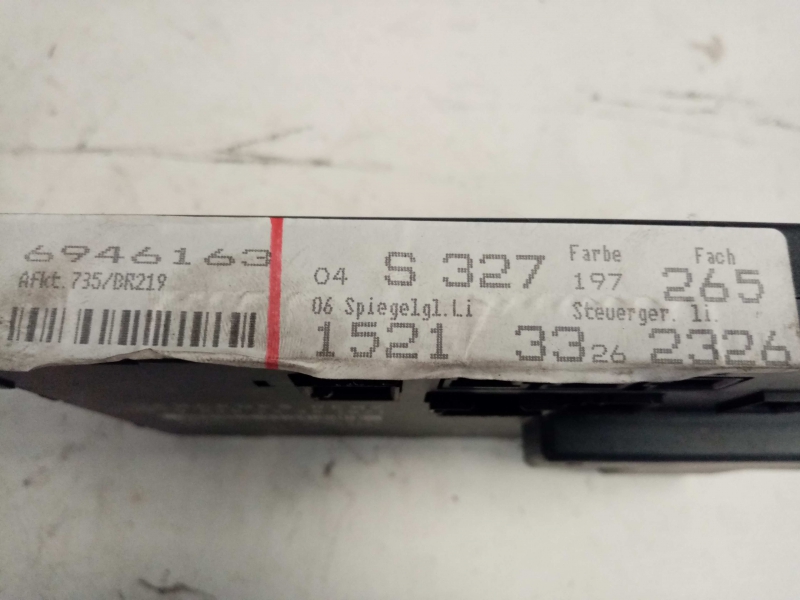 6946163
Afkt.735/BR219
04 S 327 Farbe 197 Fach 265
06 Spiegelgl.Li Steuerger. li.
1521 33 26 2326